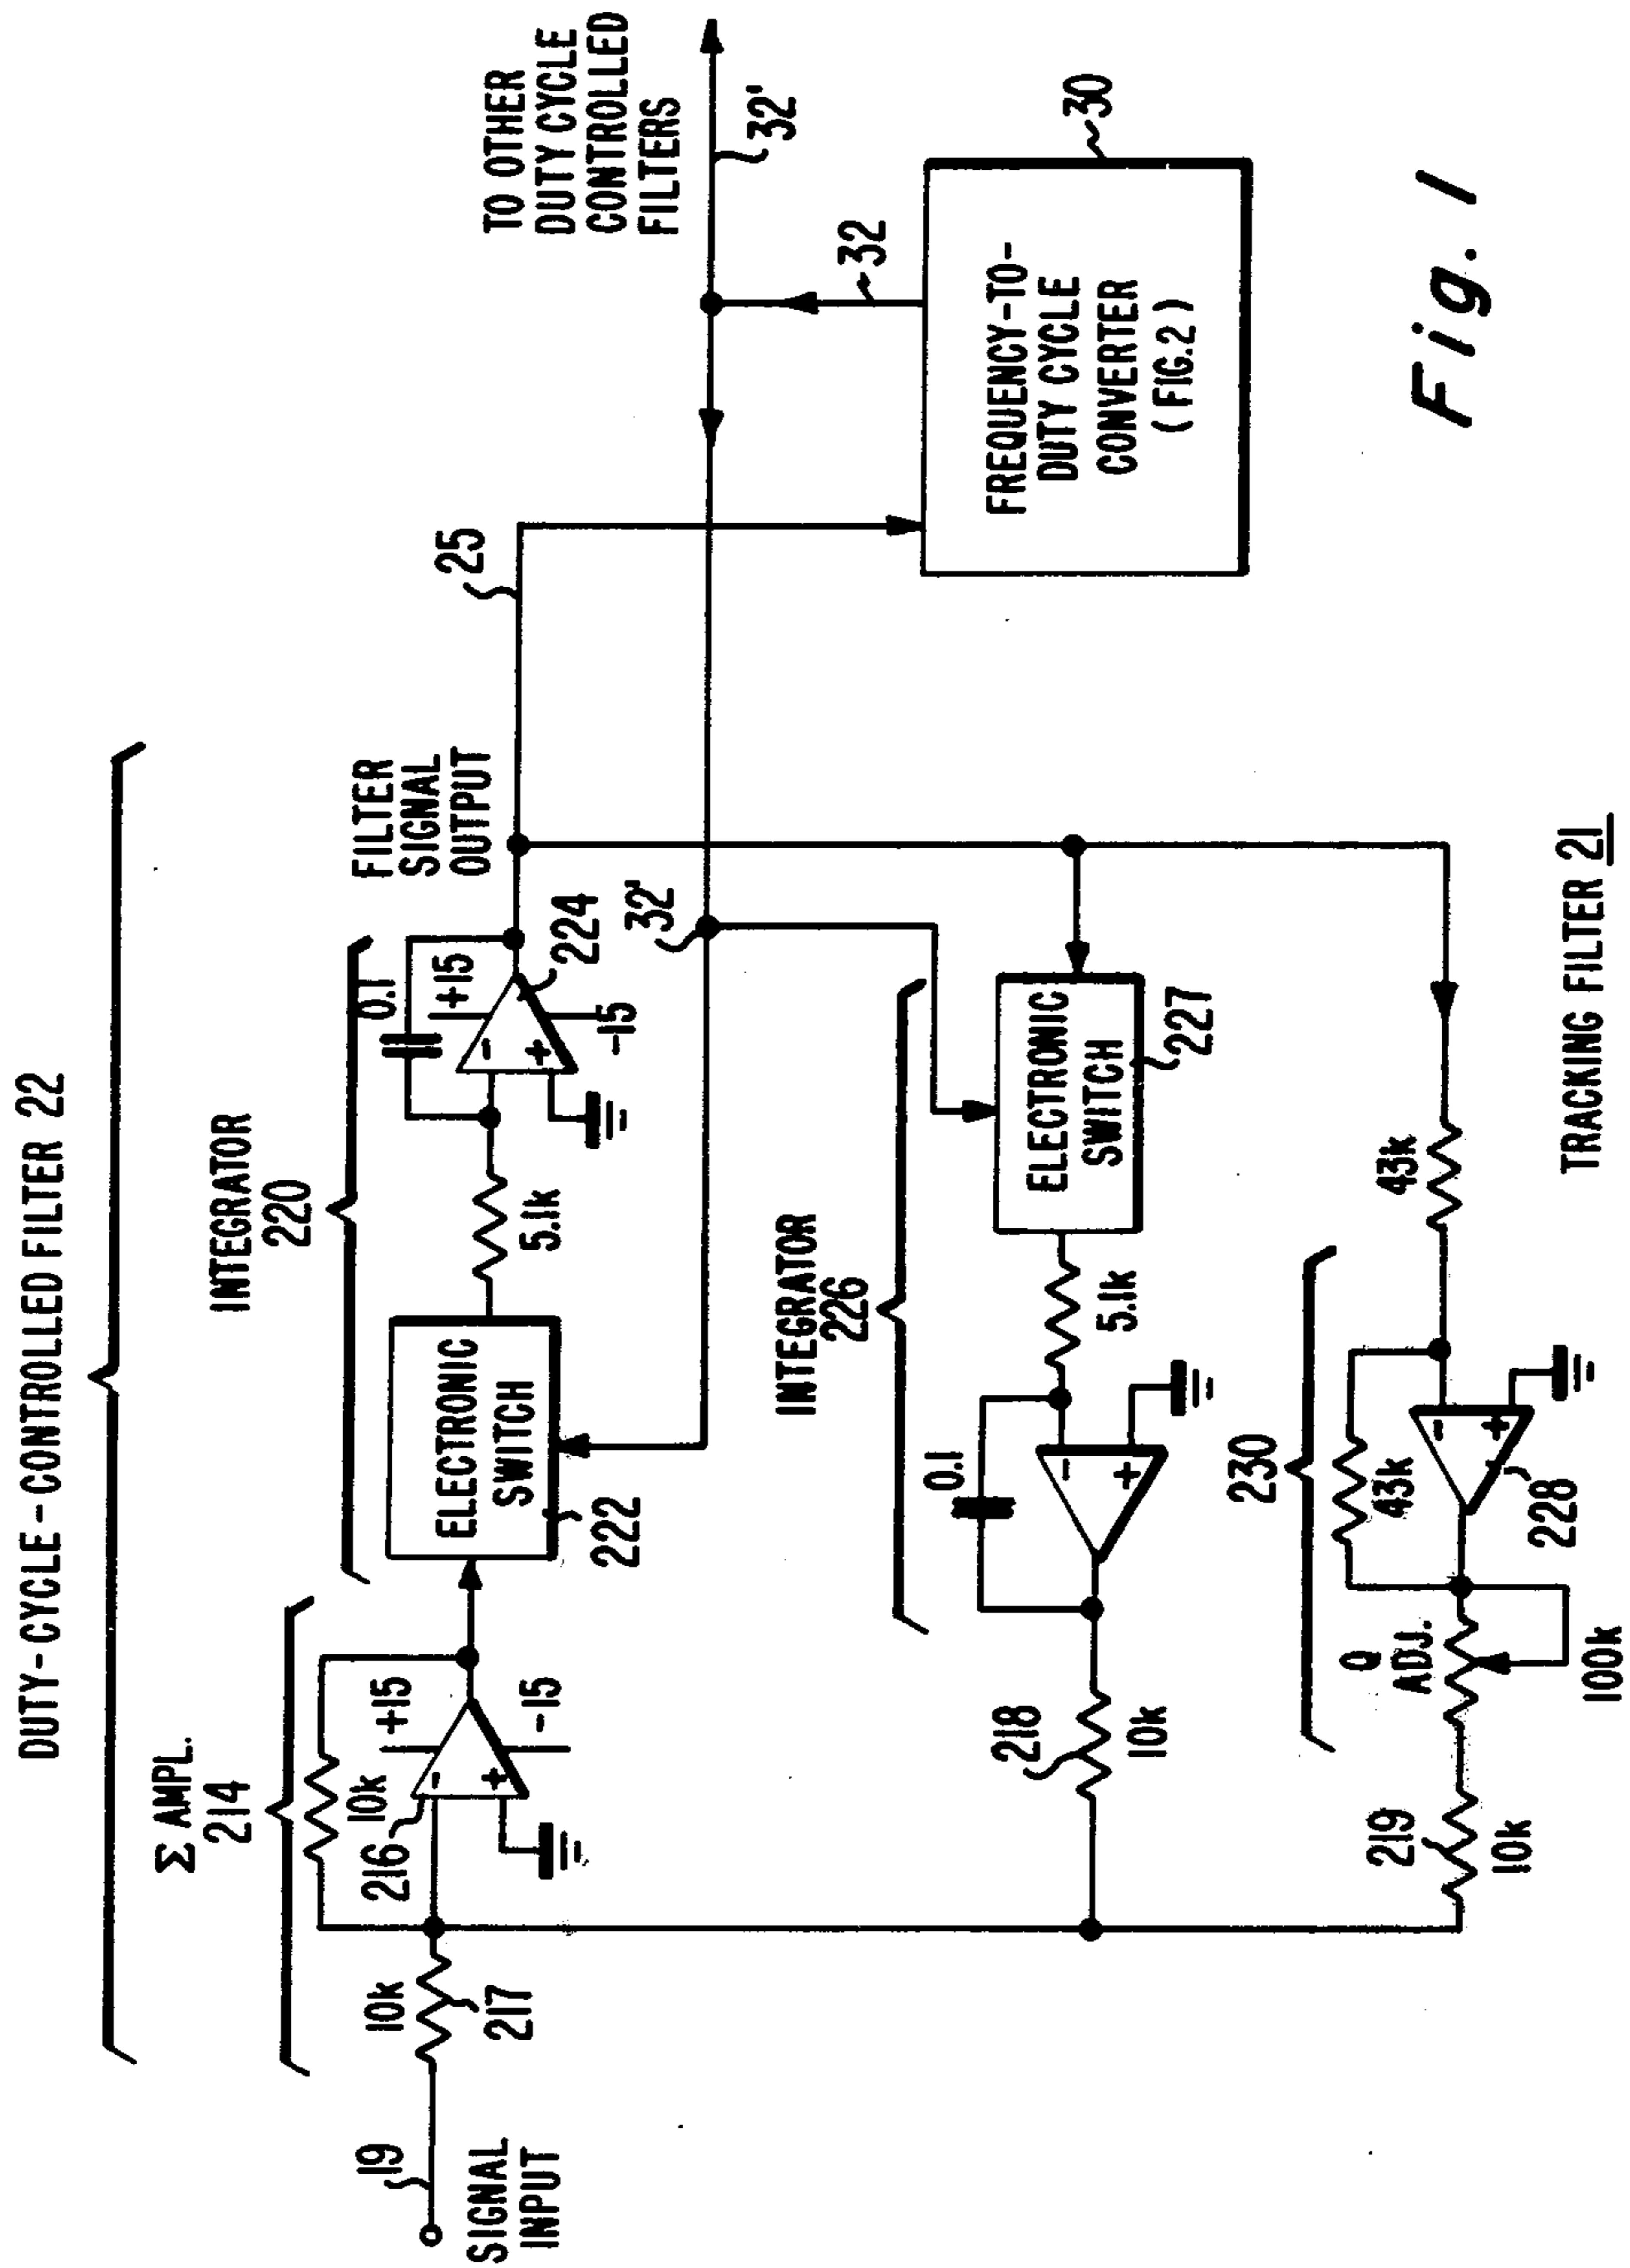 DUTY-CYCLE-CONTROLLED FILTER 22
Σ AMPL.
214
INTEGRATOR
220
FILTER
SIGNAL
OUTPUT
25
TO OTHER
DUTY CYCLE
CONTROLLED
FILTERS
19
SIGNAL
INPUT
10k
217
216
10k
+15
-15
-
+
ELECTRONIC
SWITCH
222
5.1k
0.1
+15
-15
-
+
224
32'
32'
32
30
FREQUENCY-TO-
DUTY CYCLE
CONVERTER
(FIG.2)
INTEGRATOR
226
218
10k
0.1
-
+
5.1k
ELECTRONIC
SWITCH
227
230
219
10k
Q
ADJ.
100k
43k
-
+
228
43k
TRACKING FILTER 21
Fig. 1